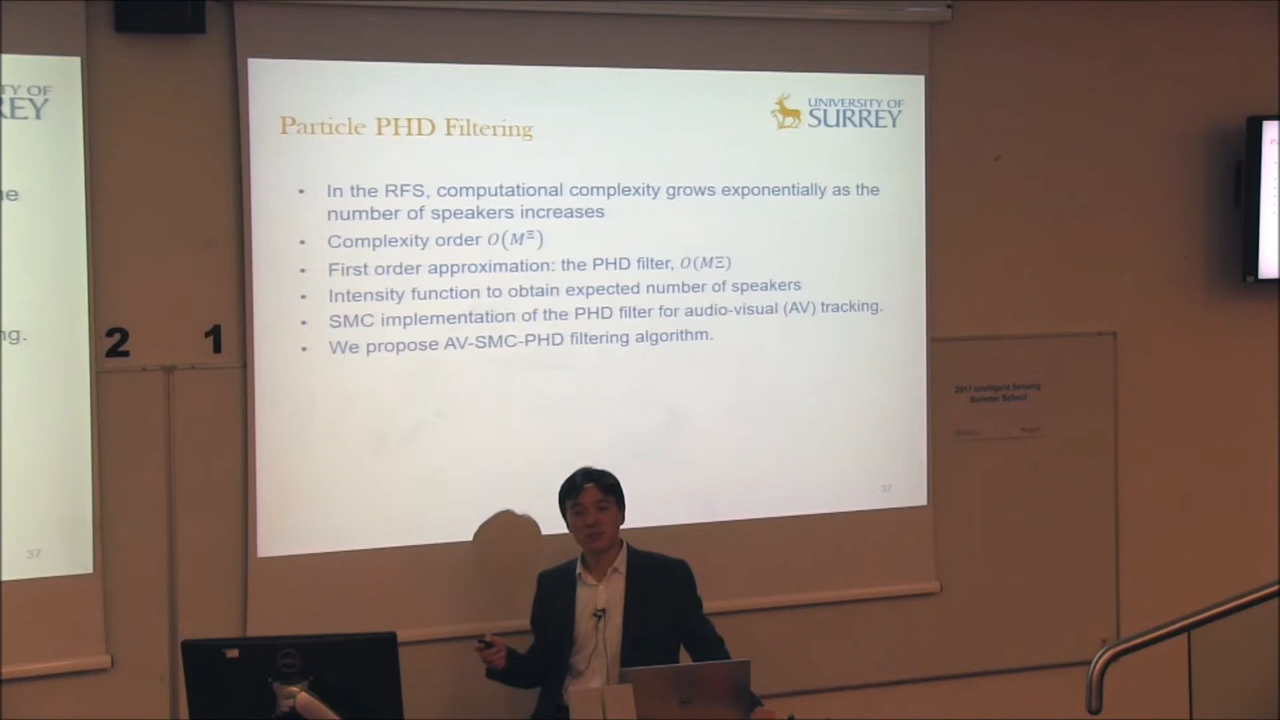 TY OF
REY
ne
ng.
37
2
1
Particle PHD Filtering
UNIVERSITY OF
SURREY
• In the RFS, computational complexity grows exponentially as the
number of speakers increases
• Complexity order O(M^Ξ)
• First order approximation: the PHD filter, O(MΞ)
• Intensity function to obtain expected number of speakers
• SMC implementation of the PHD filter for audio-visual (AV) tracking.
• We propose AV-SMC-PHD filtering algorithm.
37
2017 Intelligent Sensing
Summer School
DELL